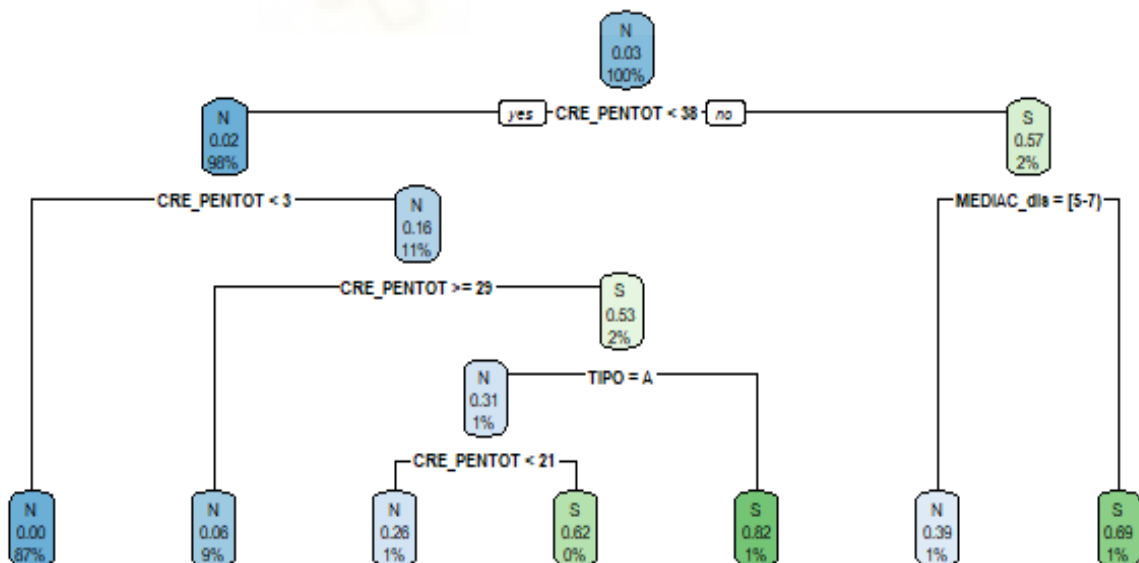 N
0.03
100%
yes CRE_PENTOT < 38 no
N
0.02
98%
S
0.57
2%
CRE_PENTOT < 3
MEDIAC_dis = [5-7)
N
0.16
11%
CRE_PENTOT >= 29
S
0.53
2%
TIPO = A
N
0.31
1%
CRE_PENTOT < 21
N
0.00
87%
N
0.06
9%
N
0.26
1%
S
0.62
0%
S
0.82
1%
N
0.39
1%
S
0.69
1%